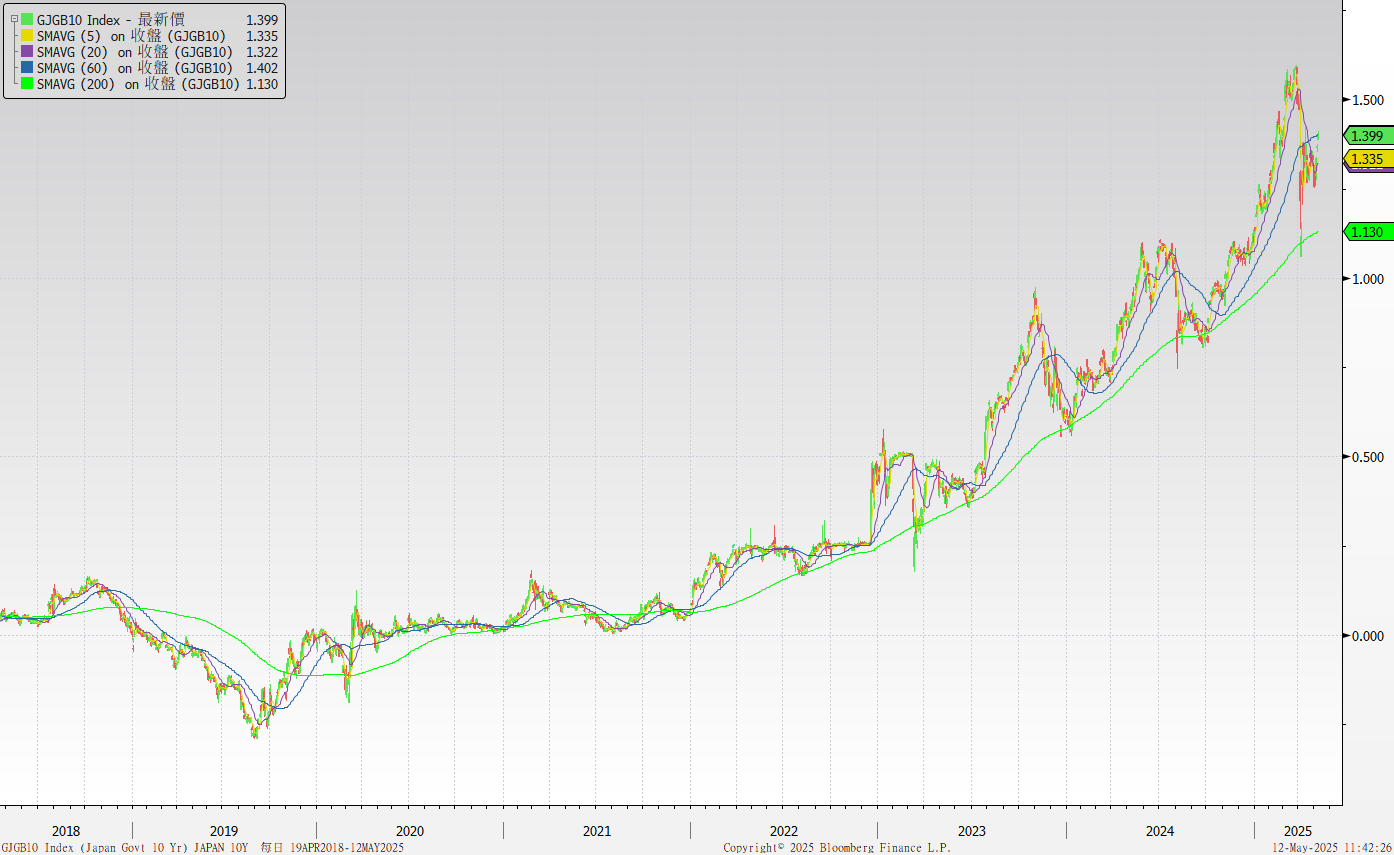 GJGB10 Index - 最新價 1.399
SMAVG (5) on 收盤 (GJGB10) 1.335
SMAVG (20) on 收盤 (GJGB10) 1.322
SMAVG (60) on 收盤 (GJGB10) 1.402
SMAVG (200) on 收盤 (GJGB10) 1.130
1.500
1.399
1.335
1.130
1.000
0.500
0.000
2018 2019 2020 2021 2022 2023 2024 2025
GJGB10 Index (Japan Govt 10 Yr) JAPAN 10Y 每日 19APR2018-12MAY2025 Copyright© 2025 Bloomberg Finance L.P. 12-May-2025 11:42:26